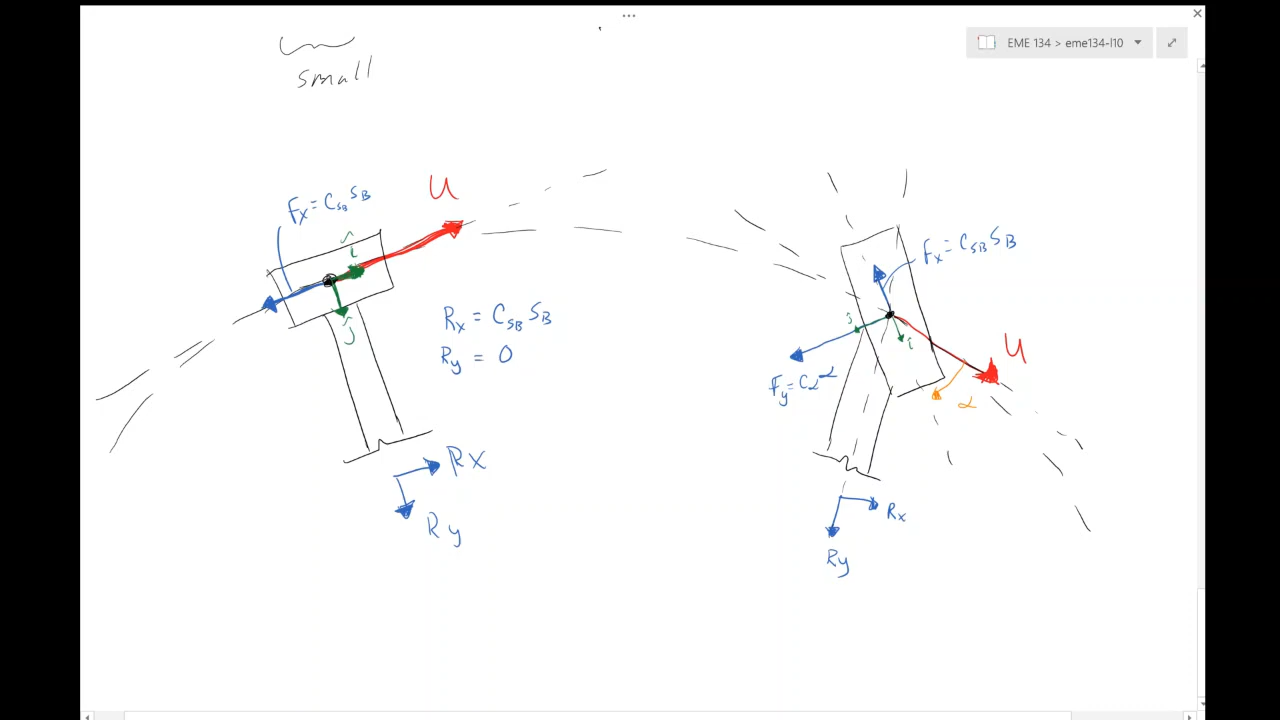 EME 134 > eme134-l10
small
Fx = CSB SB
U
î
ĵ
Rx = CSB SB
Ry = 0
Rx
Ry
Fx = CSB SB
ĵ
î
U
Fy = Cα α
α
Rx
Ry